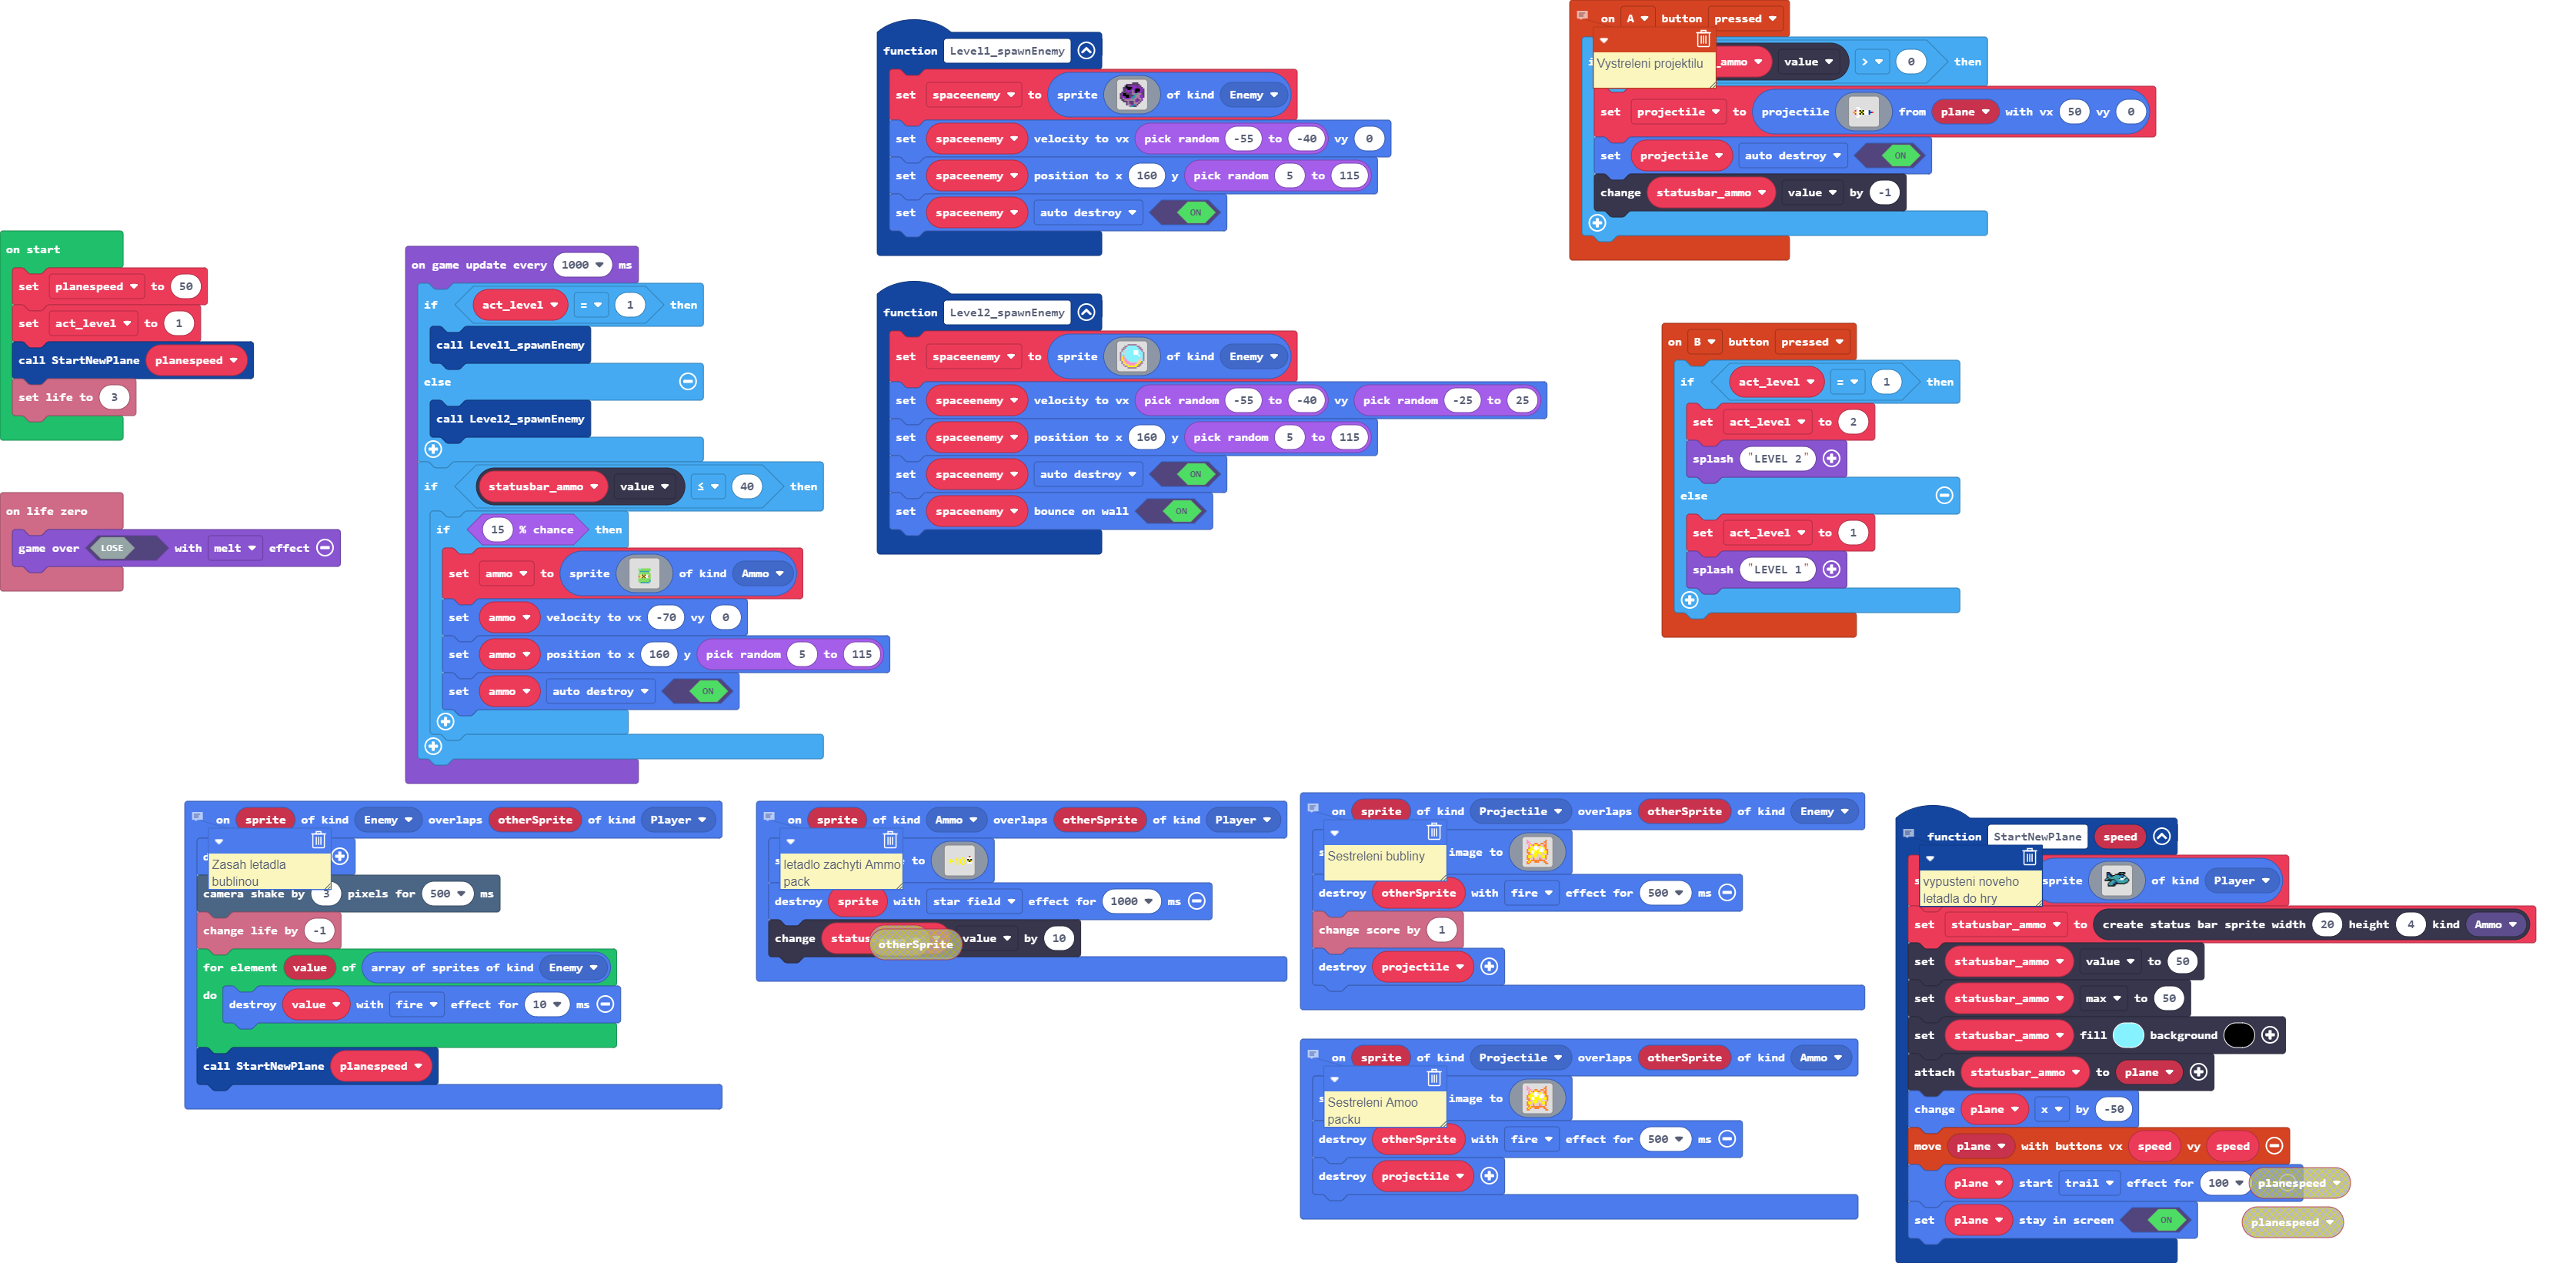 on start
set planespeed to 50
set act_level to 1
call StartNewPlane planespeed
set life to 3
on life zero
game over LOSE with melt effect
on game update every 1000 ms
if act_level = 1 then
call Level1_spawnEnemy
else
call Level2_spawnEnemy
if statusbar_ammo value ≤ 40 then
if 15 % chance then
set ammo to sprite of kind Ammo
set ammo velocity to vx -70 vy 0
set ammo position to x 160 y pick random 5 to 115
set ammo auto destroy ON
function Level1_spawnEnemy
set spaceenemy to sprite of kind Enemy
set spaceenemy velocity to vx pick random -55 to -40 vy 0
set spaceenemy position to x 160 y pick random 5 to 115
set spaceenemy auto destroy ON
function Level2_spawnEnemy
set spaceenemy to sprite of kind Enemy
set spaceenemy velocity to vx pick random -55 to -40 vy pick random -25 to 25
set spaceenemy position to x 160 y pick random 5 to 115
set spaceenemy auto destroy ON
set spaceenemy bounce on wall ON
on A button pressed
Vystreleni projektilu
ammo value > 0 then
set projectile to projectile from plane with vx 50 vy 0
set projectile auto destroy ON
change statusbar_ammo value by -1
on B button pressed
if act_level = 1 then
set act_level to 2
splash "LEVEL 2"
else
set act_level to 1
splash "LEVEL 1"
on sprite of kind Enemy overlaps otherSprite of kind Player
Zasah letadla
bublinou
camera shake by 3 pixels for 500 ms
change life by -1
for element value of array of sprites of kind Enemy
do
destroy value with fire effect for 10 ms
call StartNewPlane planespeed
on sprite of kind Ammo overlaps otherSprite of kind Player
letadlo zachyti Ammo
pack
to
destroy sprite with star field effect for 1000 ms
change status value by 10
otherSprite
on sprite of kind Projectile overlaps otherSprite of kind Enemy
Sestreleni bubliny
image to
destroy otherSprite with fire effect for 500 ms
change score by 1
destroy projectile
on sprite of kind Projectile overlaps otherSprite of kind Ammo
Sestreleni Amoo
packu
image to
destroy otherSprite with fire effect for 500 ms
destroy projectile
function StartNewPlane speed
vypusteni noveho
letadla do hry
sprite of kind Player
set statusbar_ammo to create status bar sprite width 20 height 4 kind Ammo
set statusbar_ammo value to 50
set statusbar_ammo max to 50
set statusbar_ammo fill background
attach statusbar_ammo to plane
change plane x by -50
move plane with buttons vx speed vy speed
plane start trail effect for 100
planespeed
set plane stay in screen ON
planespeed